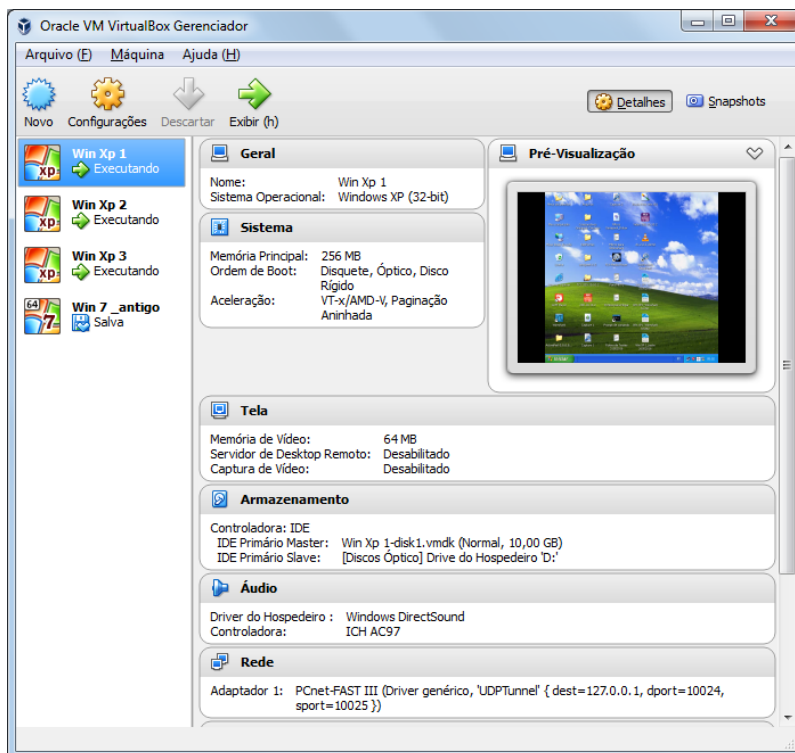 Oracle VM VirtualBox Gerenciador
Arquivo (F) Máquina Ajuda (H)
Novo Configurações Descartar Exibir (h) Detalhes Snapshots
Win Xp 1
Executando
Win Xp 2
Executando
Win Xp 3
Executando
64 Win 7 _antigo
Salva
Geral
Nome: Win Xp 1
Sistema Operacional: Windows XP (32-bit)
Sistema
Memória Principal: 256 MB
Ordem de Boot: Disquete, Óptico, Disco
Rígido
Aceleração: VT-x/AMD-V, Paginação
Aninhada
Pré-Visualização
Tela
Memória de Vídeo: 64 MB
Servidor de Desktop Remoto: Desabilitado
Captura de Vídeo: Desabilitado
Armazenamento
Controladora: IDE
IDE Primário Master: Win Xp 1-disk1.vmdk (Normal, 10,00 GB)
IDE Primário Slave: [Discos Óptico] Drive do Hospedeiro 'D:'
Áudio
Driver do Hospedeiro : Windows DirectSound
Controladora: ICH AC97
Rede
Adaptador 1: PCnet-FAST III (Driver genérico, 'UDPTunnel' { dest=127.0.0.1, dport=10024,
sport=10025 })